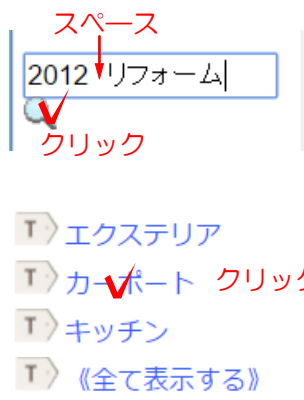 スペース
2012 リフォーム
クリック
T エクステリア
T カーポート クリック
T キッチン
T 《全て表示する》